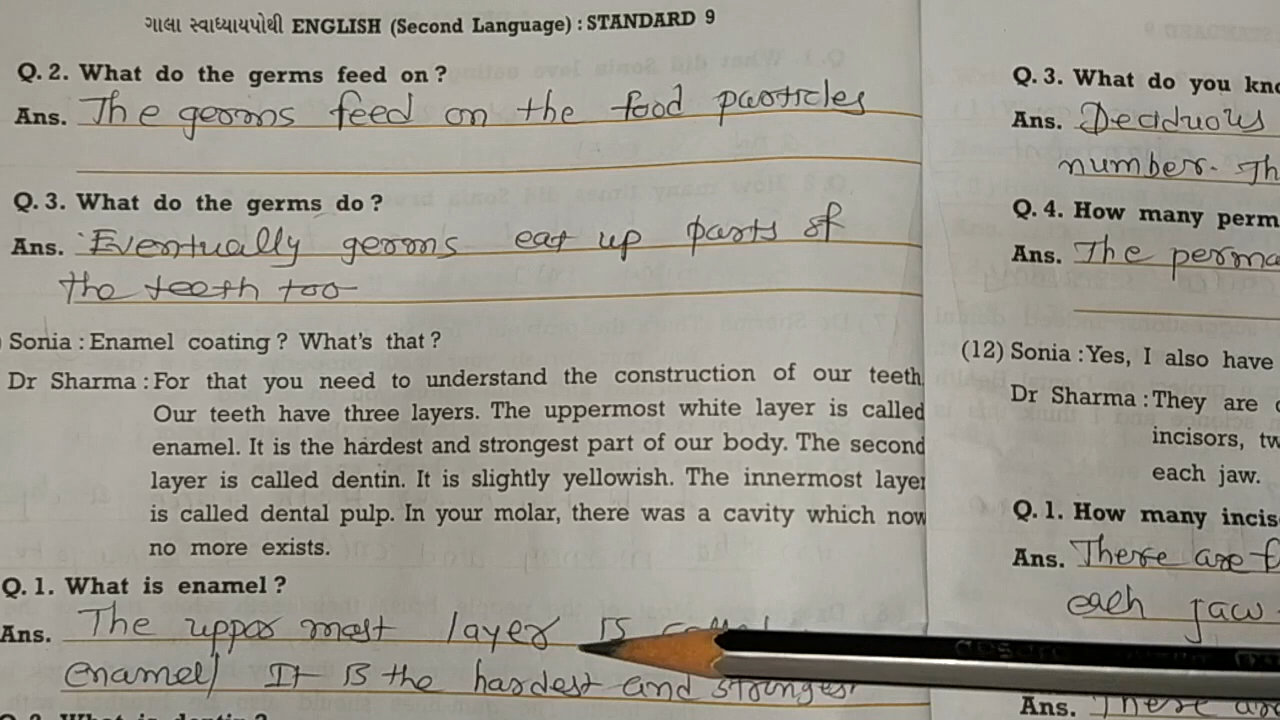 ગાલા સ્વાધ્યાયપોથી ENGLISH (Second Language) : STANDARD 9
Q. 2. What do the germs feed on ?
Ans. The germs feed on the food particles
Q. 3. What do the germs do ?
Ans. Eventually germs eat up parts of
the teeth too
Sonia : Enamel coating ? What's that ?
Dr Sharma : For that you need to understand the construction of our teeth
Our teeth have three layers. The uppermost white layer is called
enamel. It is the hardest and strongest part of our body. The second
layer is called dentin. It is slightly yellowish. The innermost layer
is called dental pulp. In your molar, there was a cavity which now
no more exists.
Q. 1. What is enamel ?
Ans. The upper most layer is
enamel It is the hardest and strongest
Q. 3. What do you kno
Ans. Deciduous
number. Th
Q. 4. How many perm
Ans. The perma
(12) Sonia : Yes, I also have
Dr Sharma : They are
incisors, tw
each jaw.
Q. 1. How many incis
Ans. There are f
each jaw
Ans. There are